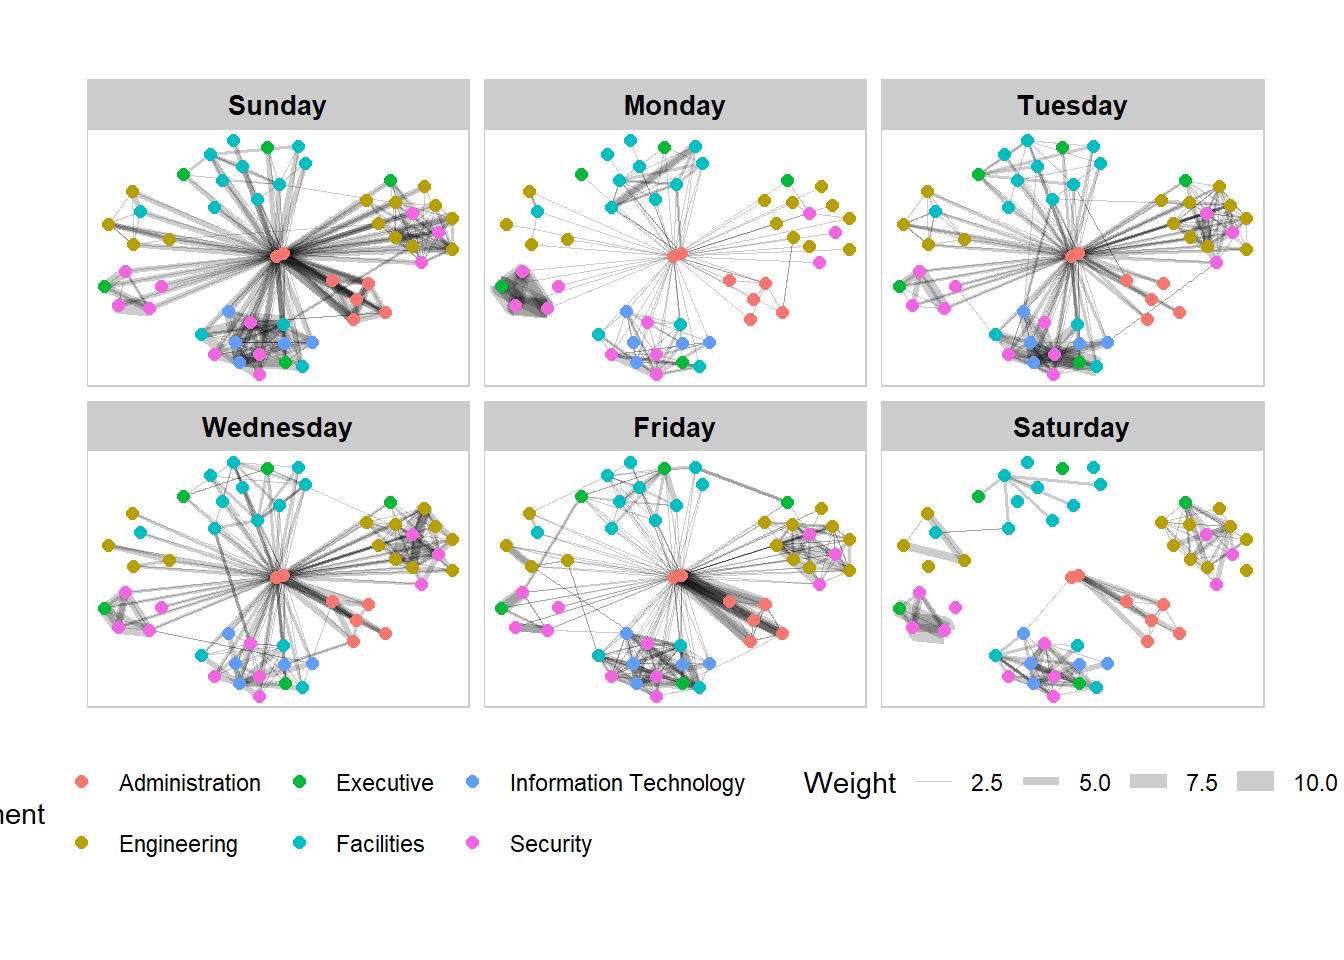 Sunday
Monday
Tuesday
Wednesday
Friday
Saturday
Administration Executive Information Technology Weight 2.5 5.0 7.5 10.0
Engineering Facilities Security